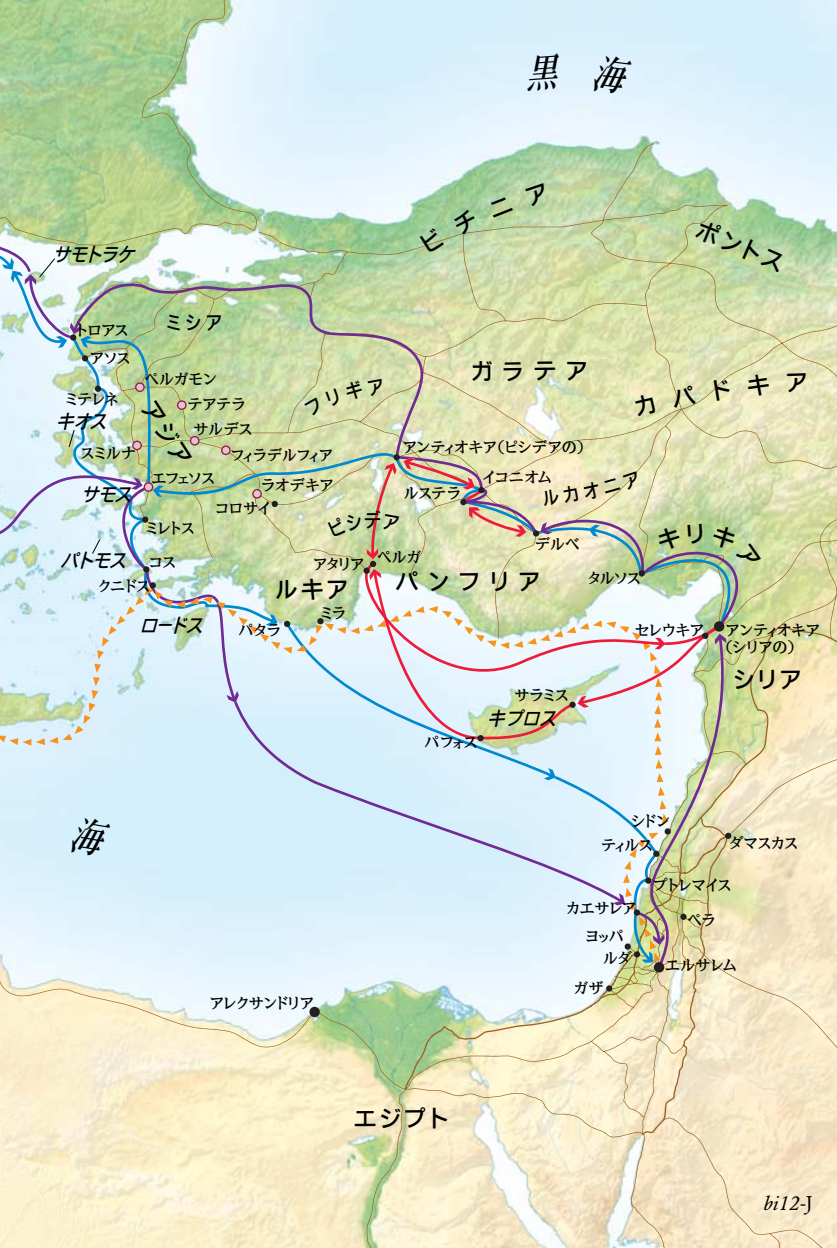 黒海
ビチニア
ポントス
サモトラケ
トロアス
ミシア
アソス
ガラテア
カパドキア
ペルガモン
フリギア
ミテレネ
テアテラ
キオス
アジア
サルデス
スミルナ
フィラデルフィア
アンティオキア(ピシデアの)
エフェソス
ラオデキア
イコニオム
サモス
コロサイ
ルステラ
ルカオニア
ミレトス
ピシデア
デルベ
キリキア
パトモス
コス
アタリア
ペルガ
クニドス
ルキア
パンフリア
タルソス
ロードス
パタラ
ミラ
セレウキア
アンティオキア
(シリアの)
シリア
サラミス
キプロス
パフォス
海
シドン
ティルス
ダマスカス
プトレマイス
カエサレア
ペラ
ヨッパ
ルダ
エルサレム
ガザ
アレクサンドリア
エジプト
bi12-J